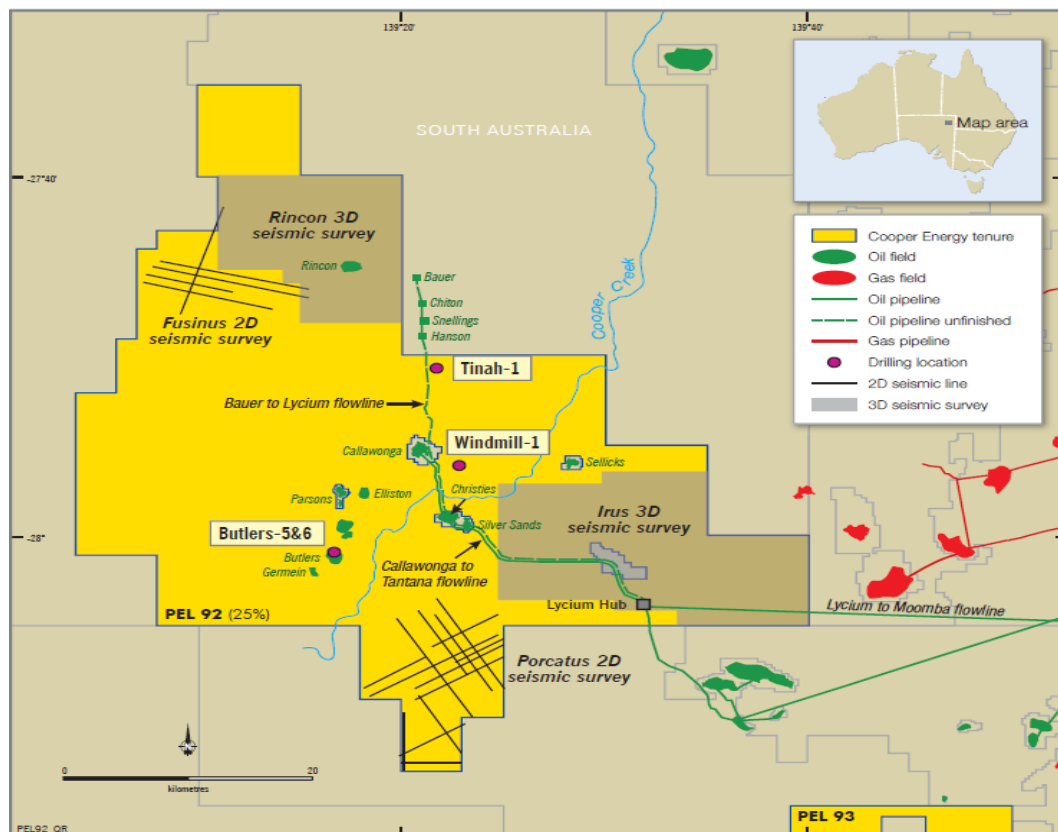 139°20'
139°40'
SOUTH AUSTRALIA
Map area
-27°40'
Rincon 3D
seismic survey
Rincon
Bauer
Chiton
Snellings
Hanson
Fusinus 2D
seismic survey
Cooper Creek
Cooper Energy tenure
Oil field
Gas field
Oil pipeline
Oil pipeline unfinished
Gas pipeline
Drilling location
2D seismic line
3D seismic survey
Tinah-1
Bauer to Lycium flowline
Windmill-1
Callawonga
Sellicks
Christies
Elliston
Parsons
Irus 3D
seismic survey
Silver Sands
Butlers-5&6
-28°
Butlers
Germein
Callawonga to
Tantana flowline
Lycium Hub
Lycium to Moomba flowline
PEL 92 (25%)
Porcatus 2D
seismic survey
N
0
20
kilometres
PEL 93
PEL92_QR